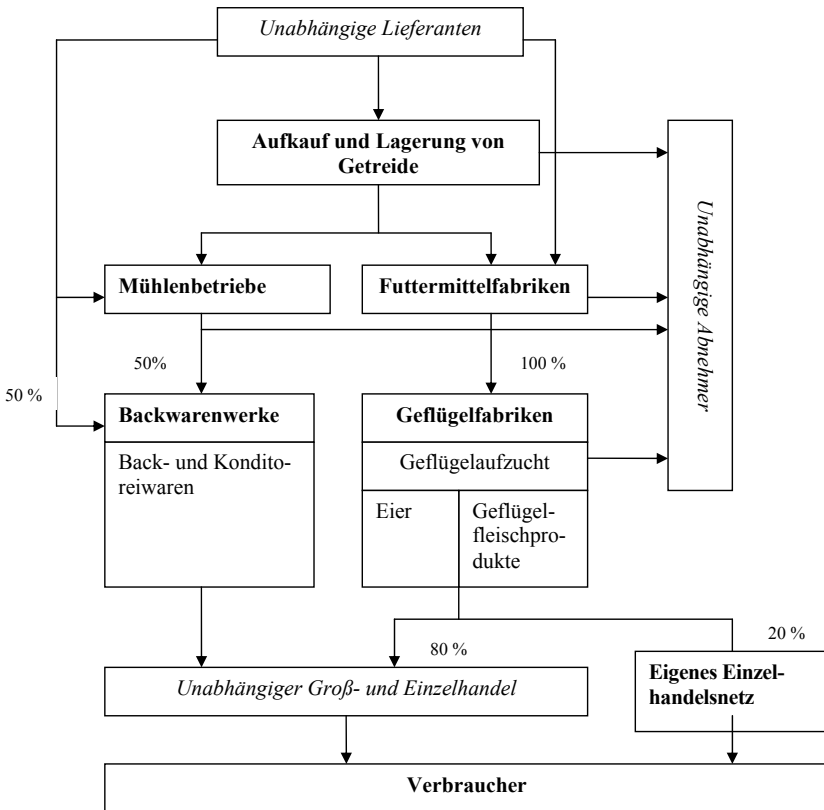 Unabhängige Lieferanten
Aufkauf und Lagerung von
Getreide
Unabhängige Abnehmer
Mühlenbetriebe
Futtermittelfabriken
50%
100 %
50 %
Backwarenwerke
Geflügelfabriken
Back- und Kondito-
reiwaren
Geflügelaufzucht
Eier
Geflügel-
fleischpro-
dukte
80 %
20 %
Unabhängiger Groß- und Einzelhandel
Eigenes Einzel-
handelsnetz
Verbraucher